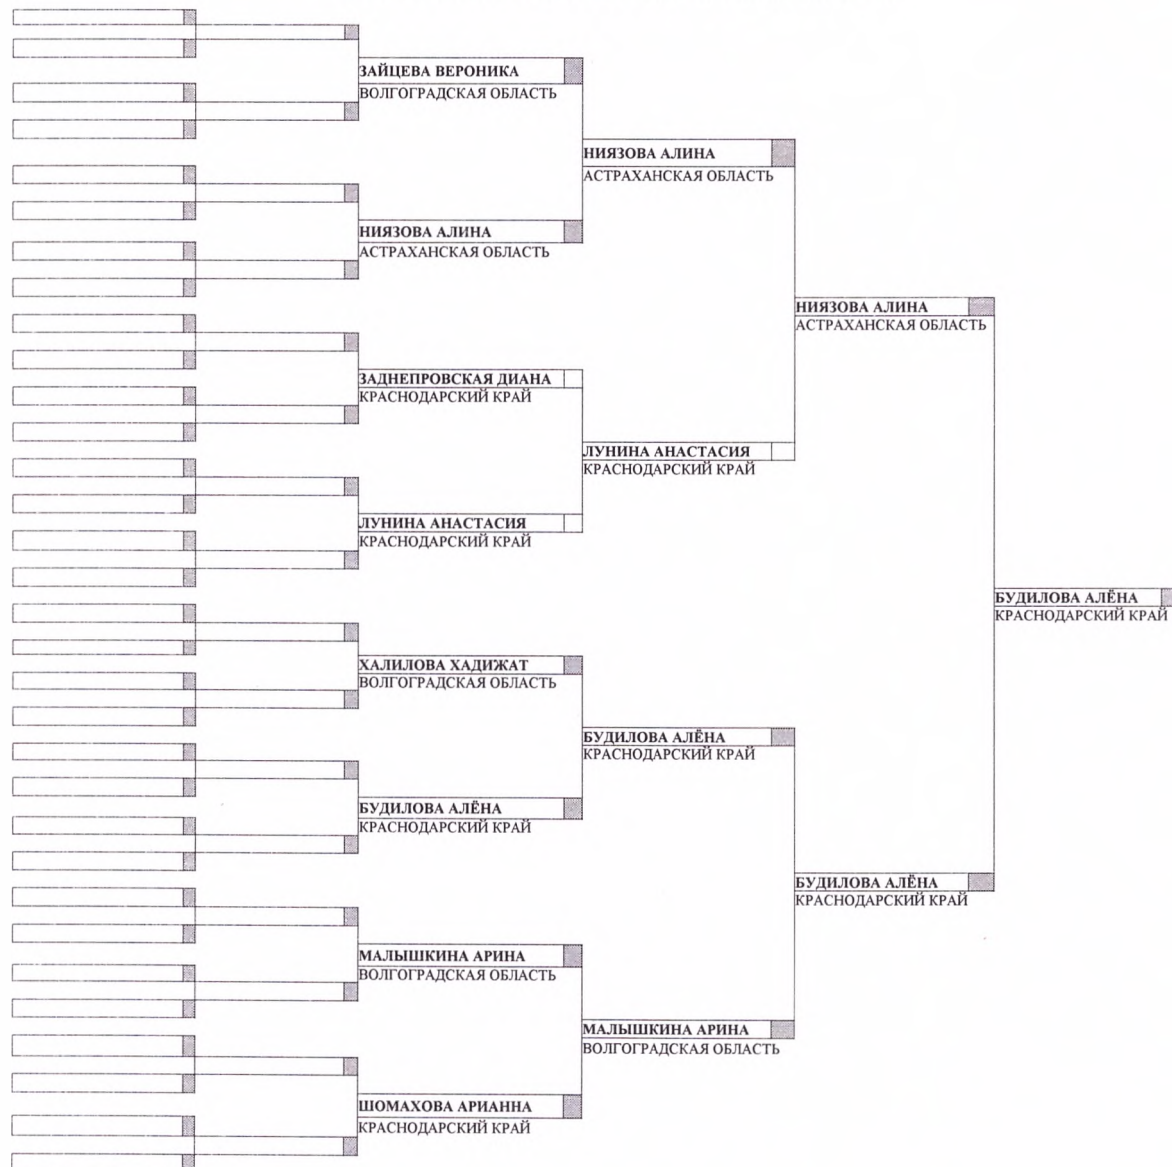 ЗАЙЦЕВА ВЕРОНИКА
ВОЛГОГРАДСКАЯ ОБЛАСТЬ
НИЯЗОВА АЛИНА
АСТРАХАНСКАЯ ОБЛАСТЬ
НИЯЗОВА АЛИНА
АСТРАХАНСКАЯ ОБЛАСТЬ
НИЯЗОВА АЛИНА
АСТРАХАНСКАЯ ОБЛАСТЬ
ЗАДНЕПРОВСКАЯ ДИАНА
КРАСНОДАРСКИЙ КРАЙ
ЛУНИНА АНАСТАСИЯ
КРАСНОДАРСКИЙ КРАЙ
ЛУНИНА АНАСТАСИЯ
КРАСНОДАРСКИЙ КРАЙ
БУДИЛОВА АЛЁНА
КРАСНОДАРСКИЙ КРАЙ
ХАЛИЛОВА ХАДИЖАТ
ВОЛГОГРАДСКАЯ ОБЛАСТЬ
БУДИЛОВА АЛЁНА
КРАСНОДАРСКИЙ КРАЙ
БУДИЛОВА АЛЁНА
КРАСНОДАРСКИЙ КРАЙ
БУДИЛОВА АЛЁНА
КРАСНОДАРСКИЙ КРАЙ
МАЛЫШКИНА АРИНА
ВОЛГОГРАДСКАЯ ОБЛАСТЬ
МАЛЫШКИНА АРИНА
ВОЛГОГРАДСКАЯ ОБЛАСТЬ
ШОМАХОВА АРИАННА
КРАСНОДАРСКИЙ КРАЙ